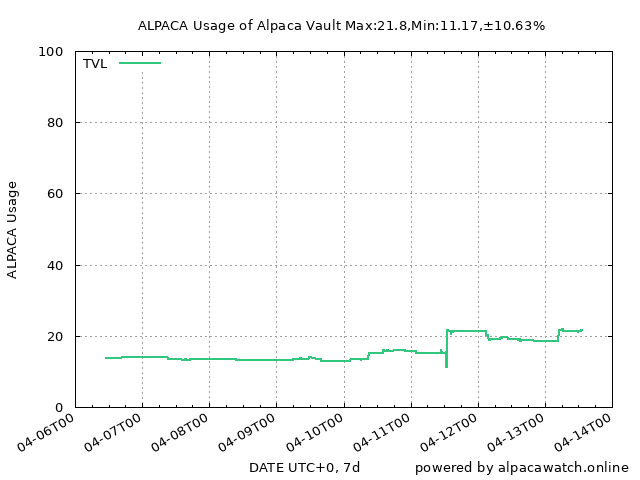 ALPACA Usage of Alpaca Vault Max:21.8,Min:11.17,±10.63%
TVL
100
80
60
40
20
0
ALPACA Usage
04-06T00
04-07T00
04-08T00
04-09T00
04-10T00
04-11T00
04-12T00
04-13T00
04-14T00
DATE UTC+0, 7d
powered by alpacawatch.online